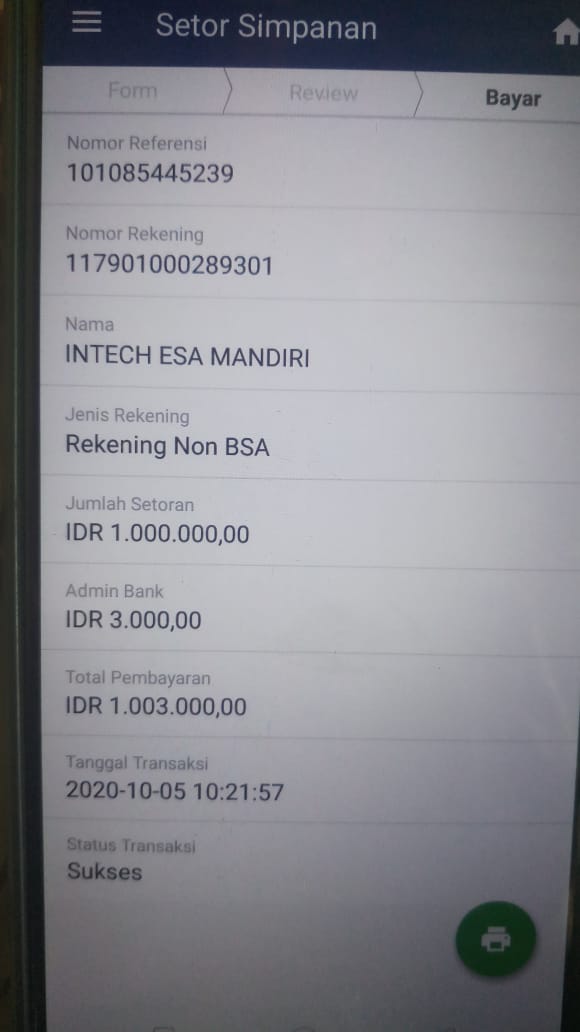 Setor Simpanan
Form
Review
Bayar
Nomor Referensi
101085445239
Nomor Rekening
117901000289301
Nama
INTECH ESA MANDIRI
Jenis Rekening
Rekening Non BSA
Jumlah Setoran
IDR 1.000.000,00
Admin Bank
IDR 3.000,00
Total Pembayaran
IDR 1.003.000,00
Tanggal Transaksi
2020-10-05 10:21:57
Status Transaksi
Sukses